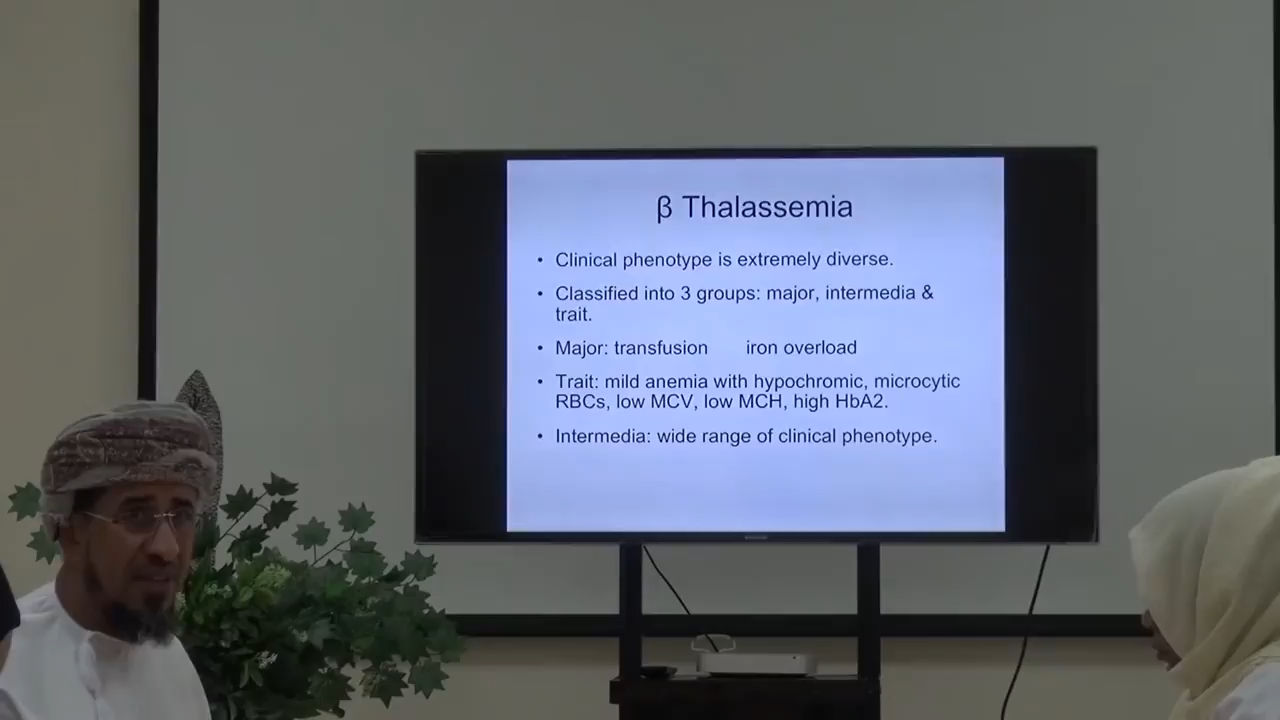 β Thalassemia
• Clinical phenotype is extremely diverse.
• Classified into 3 groups: major, intermedia &
trait.
• Major: transfusion iron overload
• Trait: mild anemia with hypochromic, microcytic
RBCs, low MCV, low MCH, high HbA2.
• Intermedia: wide range of clinical phenotype.